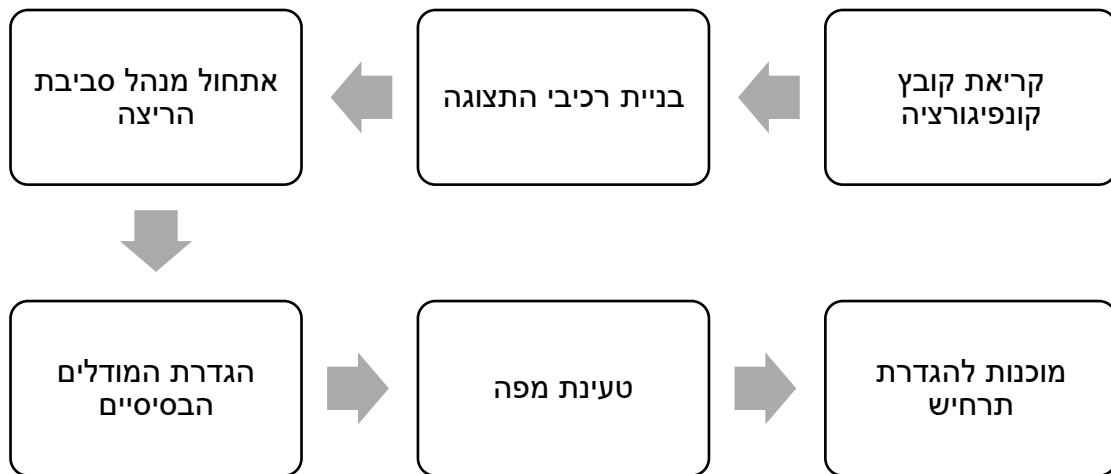 קריאת קובץ
קונפיגורציה
בניית רכיבי התצוגה
אתחול מנהל סביבת
הריצה
הגדרת המודלים
הבסיסיים
טעינת מפה
מוכנות להגדרת
תרחיש